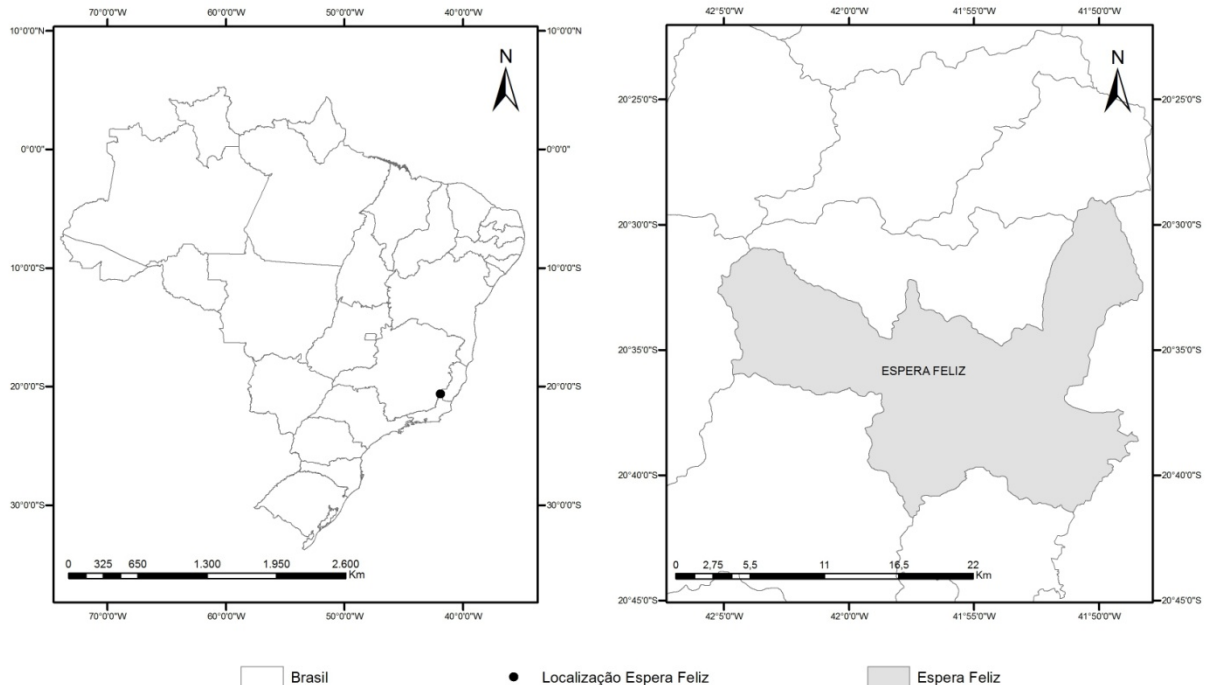 70°0'0"W 60°0'0"W 50°0'0"W 40°0'0"W
10°0'0"N 10°0'0"N
N
0°0'0" 0°0'0"
10°0'0"S 10°0'0"S
20°0'0"S 20°0'0"S
30°0'0"S 30°0'0"S
0 325 650 1.300 1.950 2.600
Km
70°0'0"W 60°0'0"W 50°0'0"W 40°0'0"W
42°5'0"W 42°0'0"W 41°55'0"W 41°50'0"W
N
20°25'0"S 20°25'0"S
20°30'0"S 20°30'0"S
20°35'0"S 20°35'0"S
ESPERA FELIZ
20°40'0"S 20°40'0"S
0 2,75 5,5 11 16,5 22
Km
20°45'0"S 20°45'0"S
42°5'0"W 42°0'0"W 41°55'0"W 41°50'0"W
Brasil Localização Espera Feliz Espera Feliz